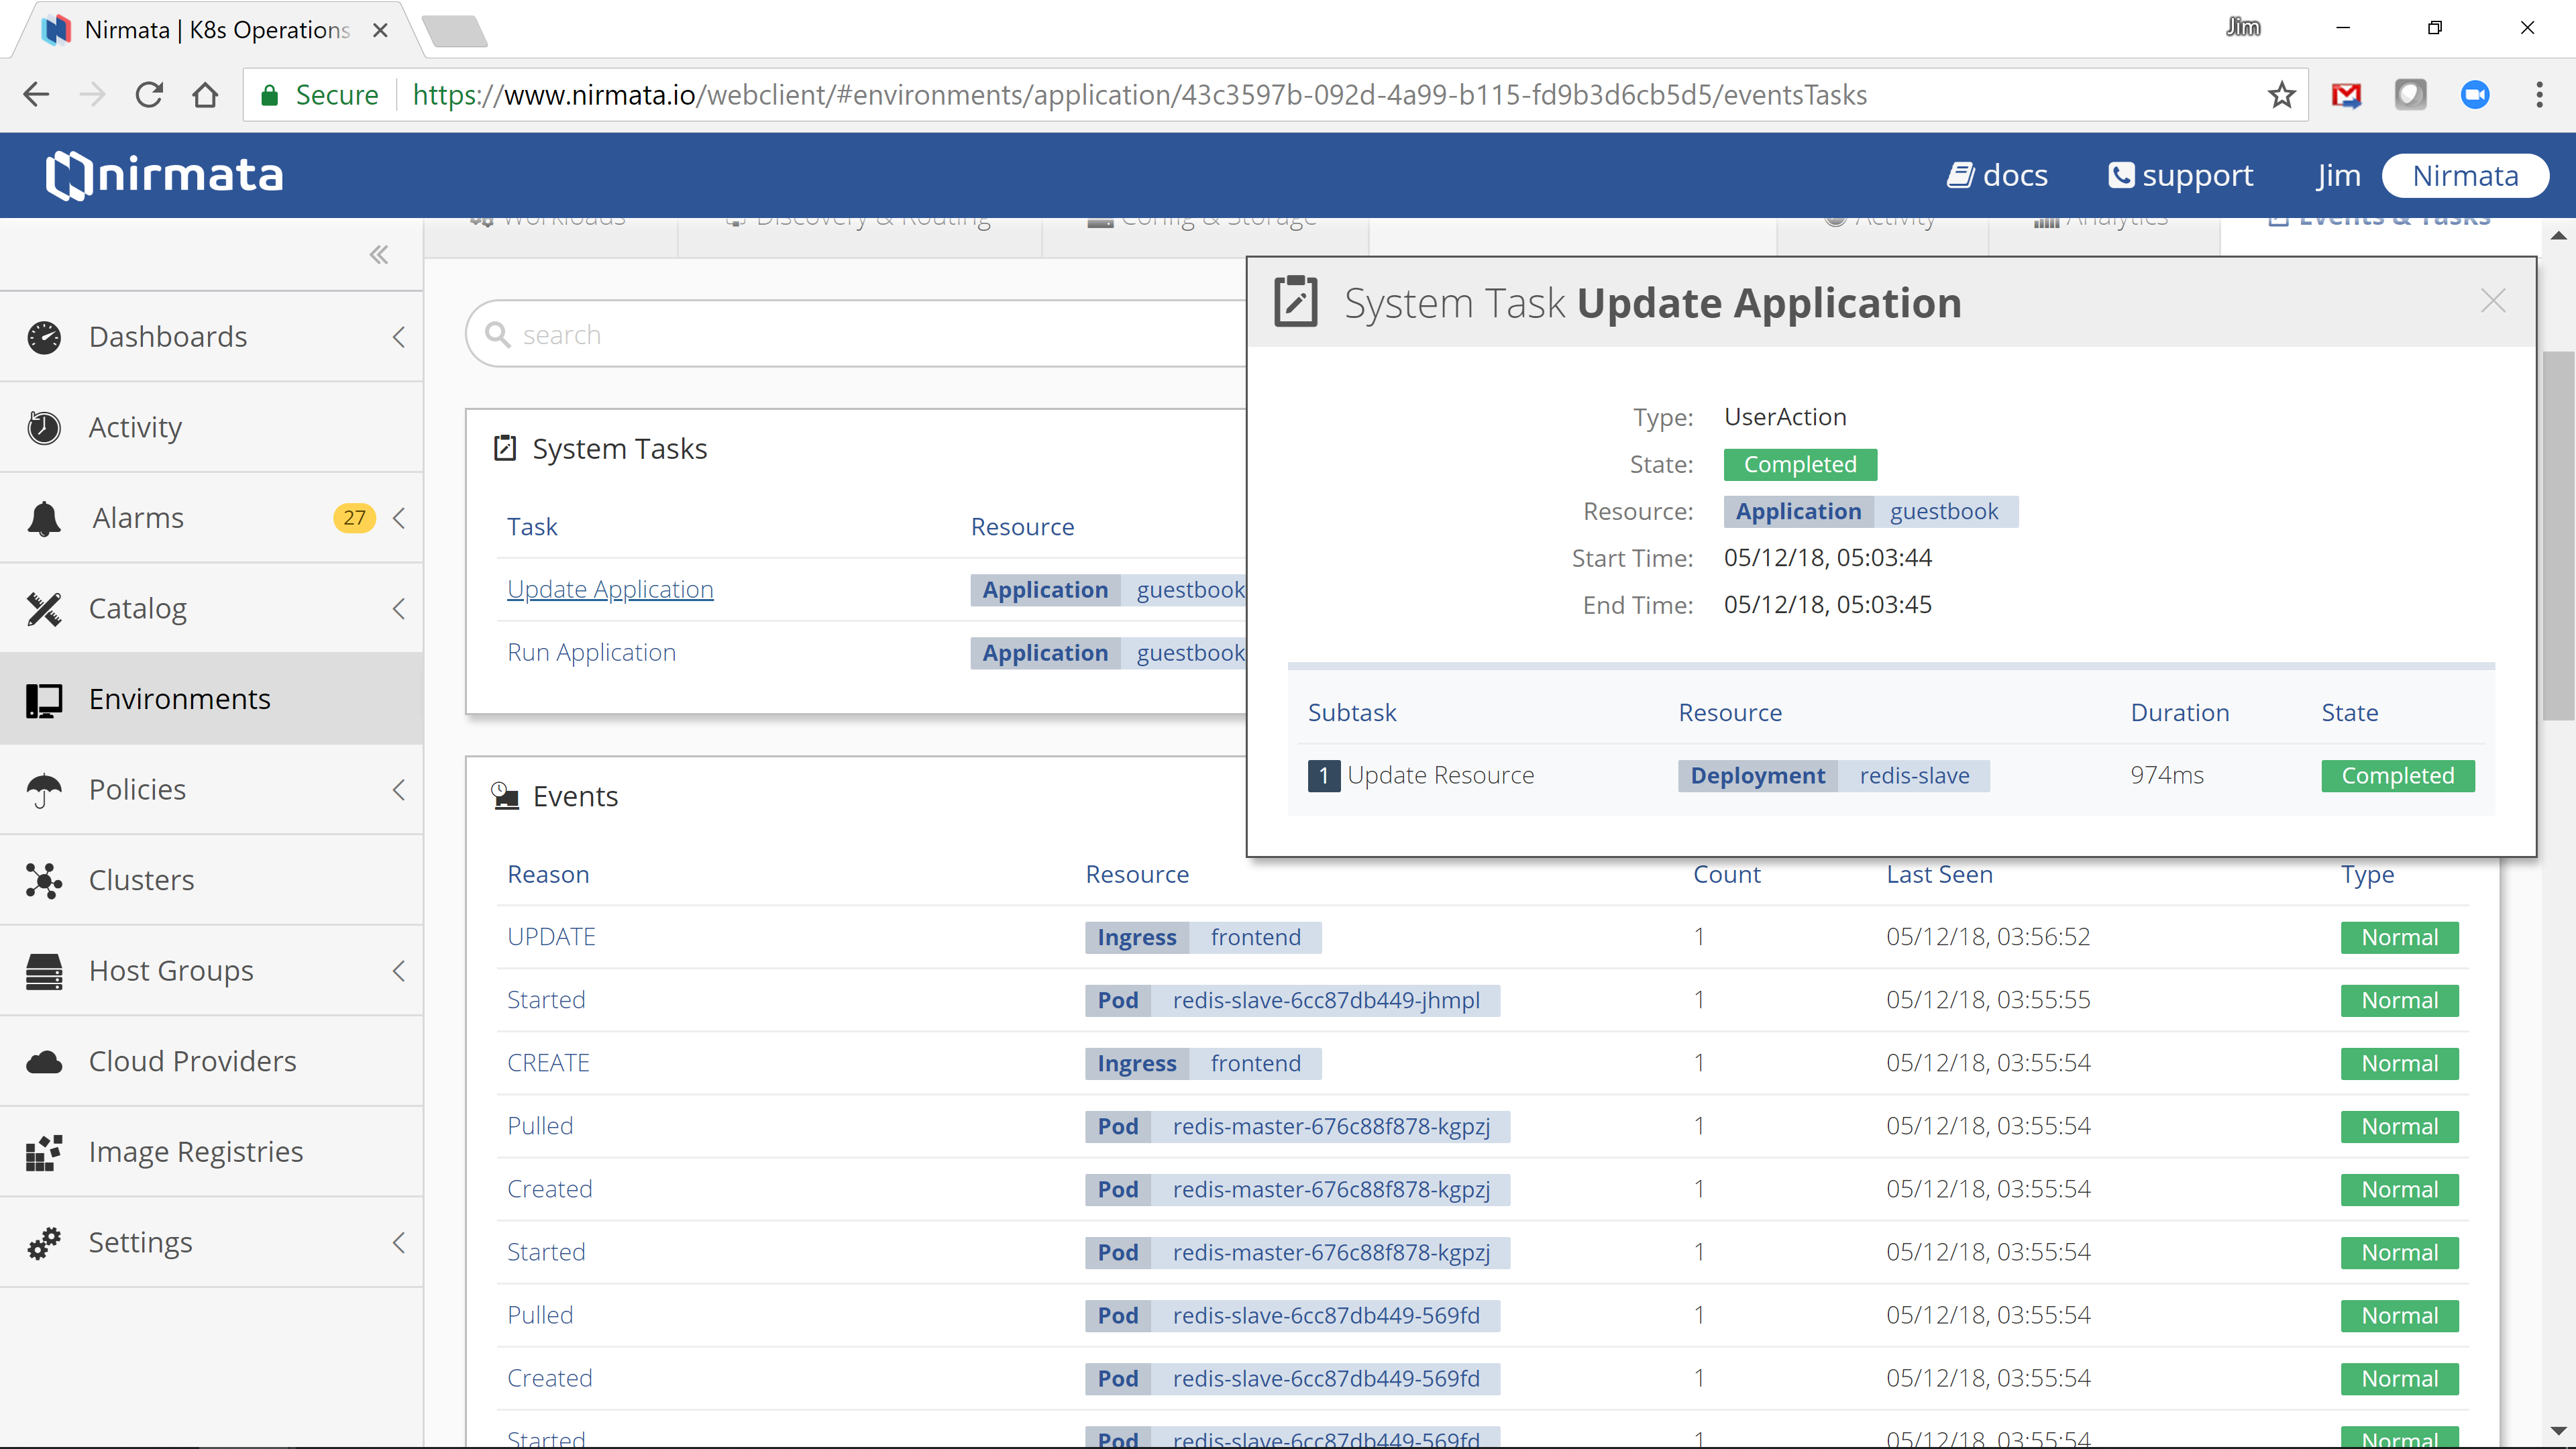 Nirmata | K8s Operations
Jim
Secure https://www.nirmata.io/webclient/#environments/application/43c3597b-092d-4a99-b115-fd9b3d6cb5d5/eventsTasks
nirmata docs support Jim Nirmata
Workloads Discovery & Routing Config & Storage Activity Analytics Events & Tasks
Dashboards
Activity
Alarms 27
Catalog
Environments
Policies
Clusters
Host Groups
Cloud Providers
Image Registries
Settings
search
System Tasks
Task Resource
Update Application Application guestbook
Run Application Application guestbook
System Task Update Application
Type: UserAction
State: Completed
Resource: Application guestbook
Start Time: 05/12/18, 05:03:44
End Time: 05/12/18, 05:03:45
Subtask Resource Duration State
1 Update Resource Deployment redis-slave 974ms Completed
Events
Reason Resource Count Last Seen Type
UPDATE Ingress frontend 1 05/12/18, 03:56:52 Normal
Started Pod redis-slave-6cc87db449-jhmpl 1 05/12/18, 03:55:55 Normal
CREATE Ingress frontend 1 05/12/18, 03:55:54 Normal
Pulled Pod redis-master-676c88f878-kgpzj 1 05/12/18, 03:55:54 Normal
Created Pod redis-master-676c88f878-kgpzj 1 05/12/18, 03:55:54 Normal
Started Pod redis-master-676c88f878-kgpzj 1 05/12/18, 03:55:54 Normal
Pulled Pod redis-slave-6cc87db449-569fd 1 05/12/18, 03:55:54 Normal
Created Pod redis-slave-6cc87db449-569fd 1 05/12/18, 03:55:54 Normal
Started Pod redis-slave-6cc87db449-569fd 1 05/12/18, 03:55:54 Normal